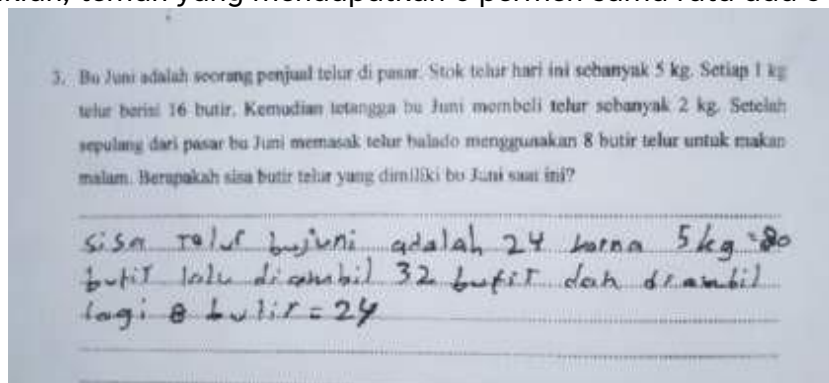 3. Bu Juni adalah seorang penjual telur di pasar. Stok telur hari ini sebanyak 5 kg. Setiap 1 kg
telur berisi 16 butir. Kemudian tetangga bu Juni membeli telur sebanyak 2 kg. Setelah
sepulang dari pasar bu Juni memasak telur balado menggunakan 8 butir telur untuk makan
malam. Berapakah sisa butir telur yang dimiliki bu Juni saat ini?
sisa telur bujuni adalah 24 karna 5 kg = 80
butir lalu diambil 32 butir dah diambil
lagi 8 butir = 24